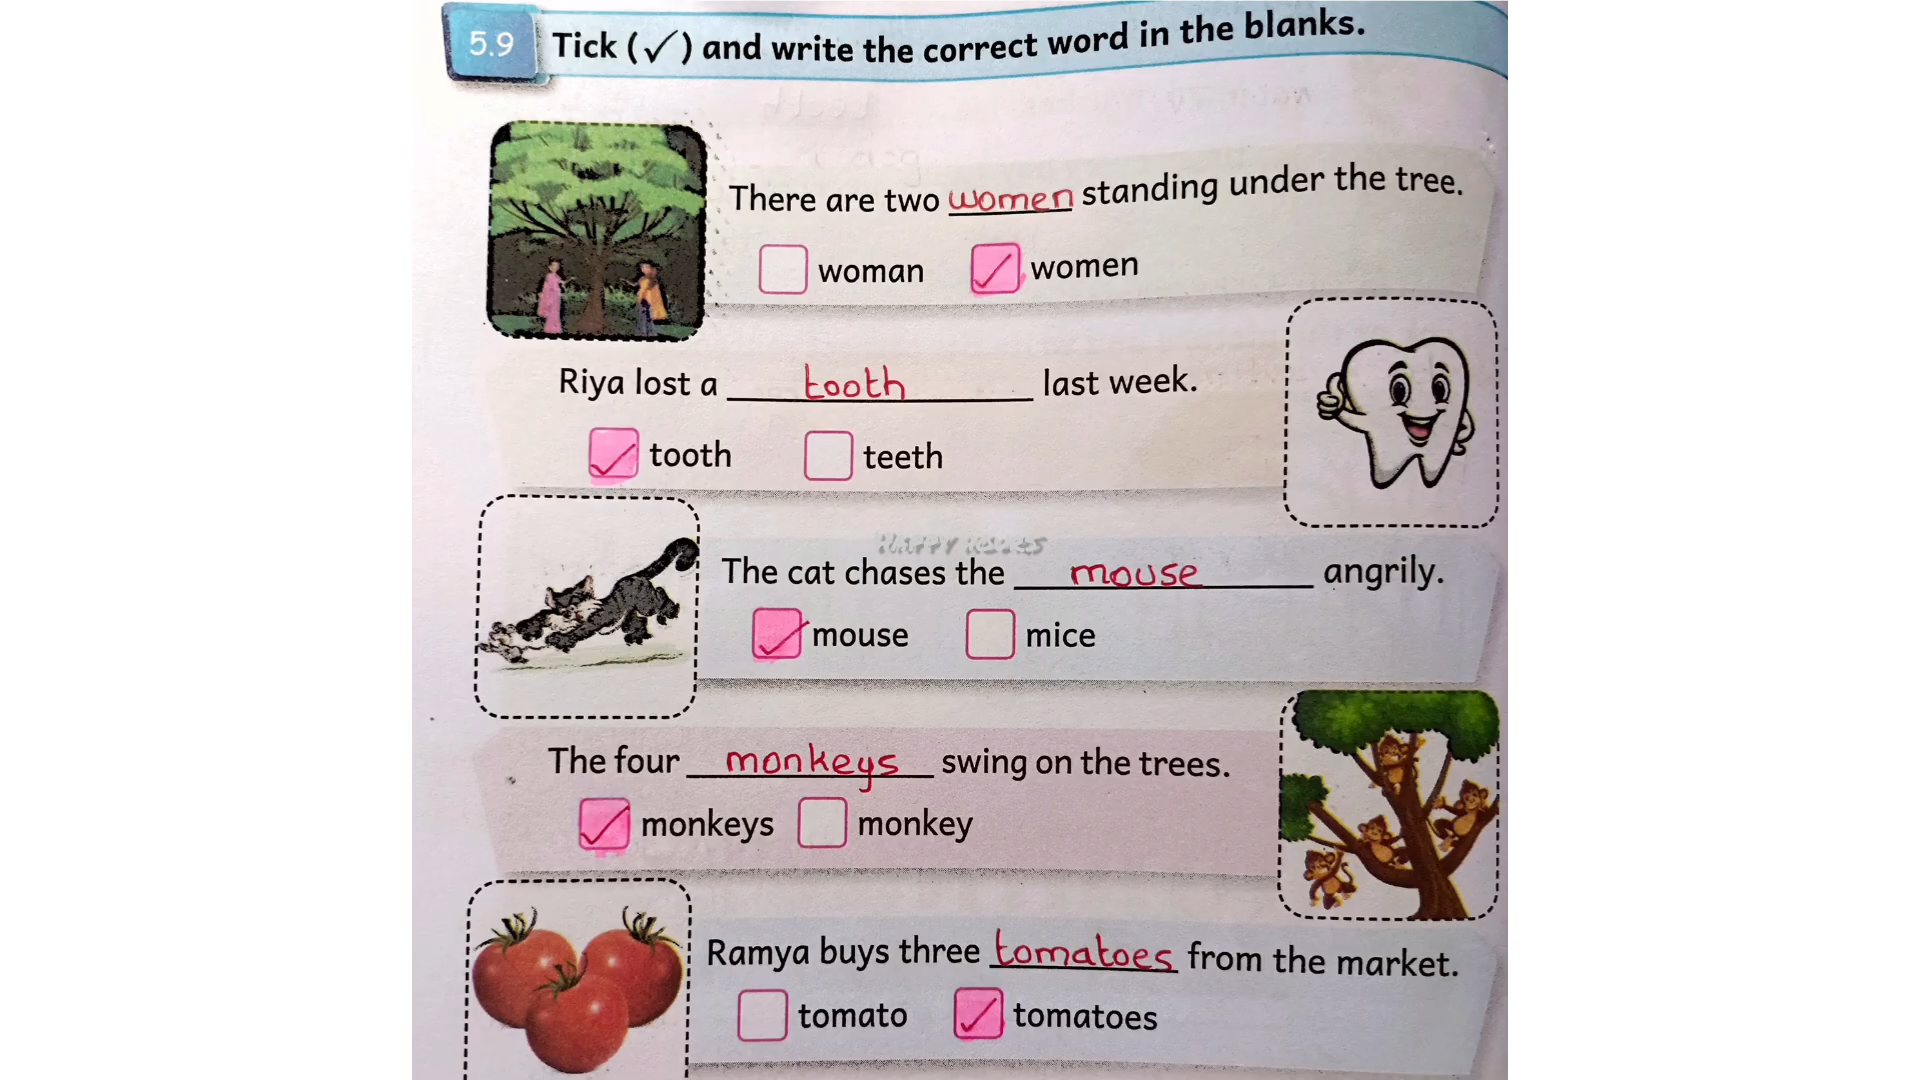 5.9 Tick (✓) and write the correct word in the blanks.
There are two women standing under the tree.
woman ✓ women
Riya lost a tooth last week.
✓ tooth teeth
HAPPY
The cat chases the mouse angrily.
✓ mouse mice
The four monkeys swing on the trees.
✓ monkeys monkey
Ramya buys three tomatoes from the market.
tomato ✓ tomatoes